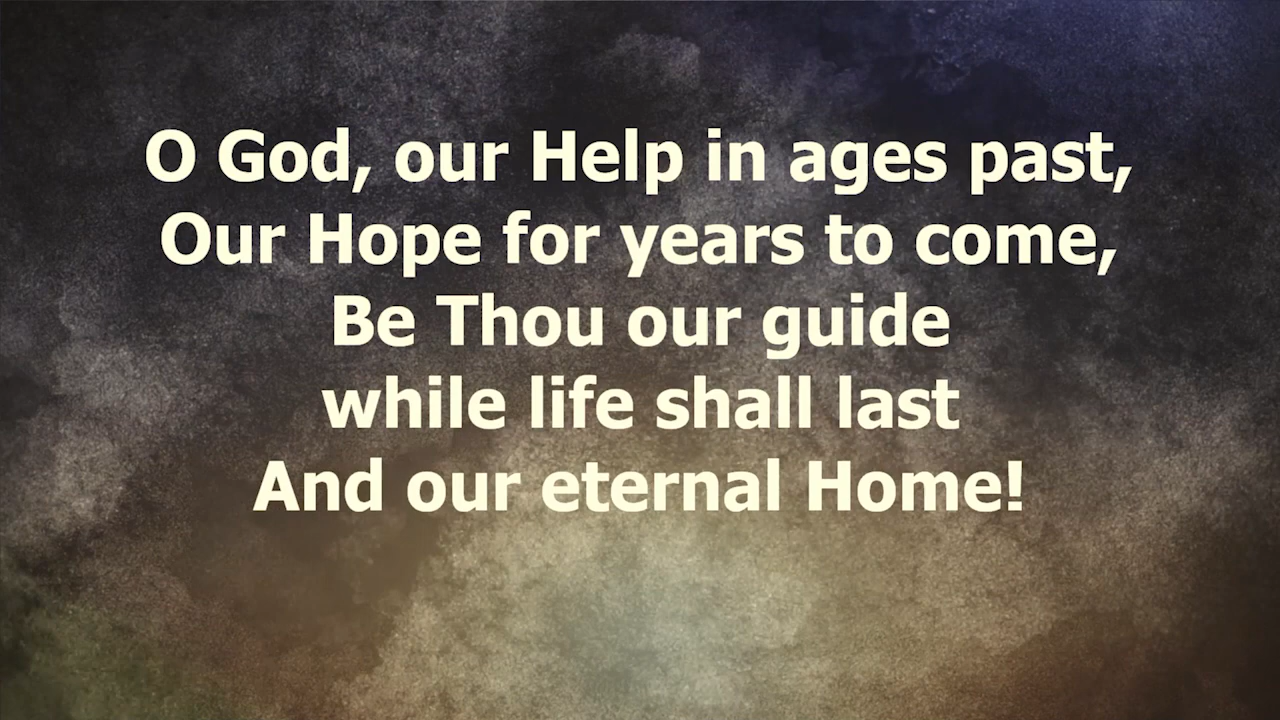 O God, our Help in ages past,
Our Hope for years to come,
Be Thou our guide
while life shall last
And our eternal Home!